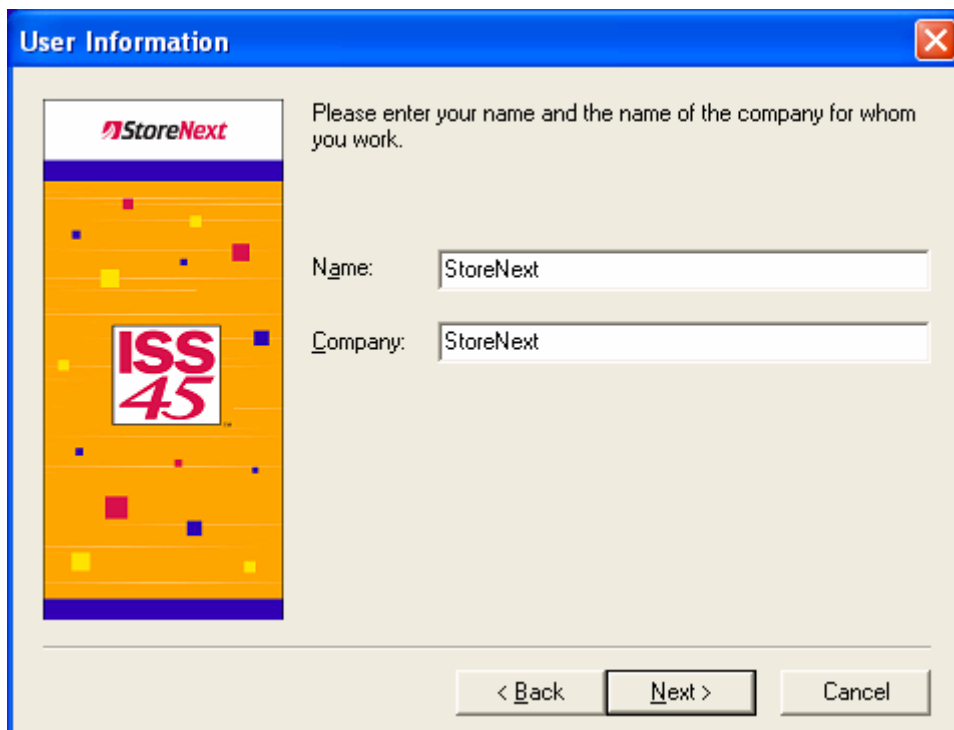 User Information
StoreNext
Please enter your name and the name of the company for whom
you work.
Name: StoreNext
Company: StoreNext
ISS
45
< Back Next > Cancel